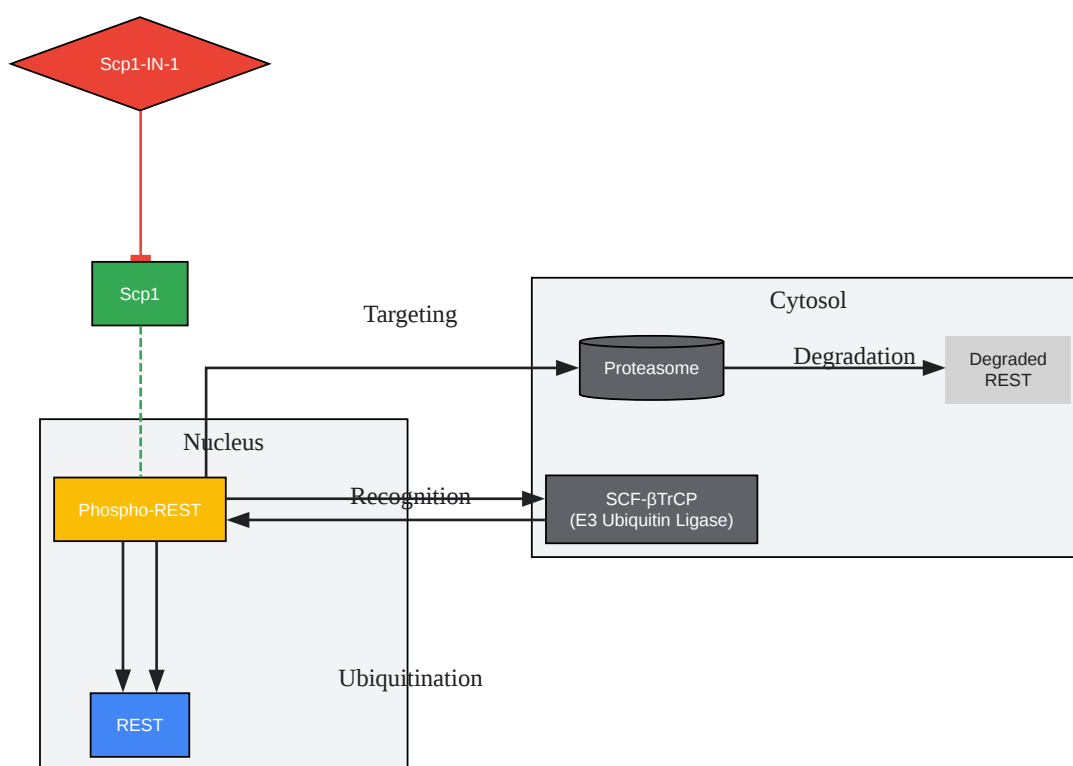 Scp1-IN-1
Scp1
Targeting
Cytosol
Proteasome
Degradation
Degraded
REST
Nucleus
Phospho-REST
Recognition
SCF-βTrCP
(E3 Ubiquitin Ligase)
Ubiquitination
REST